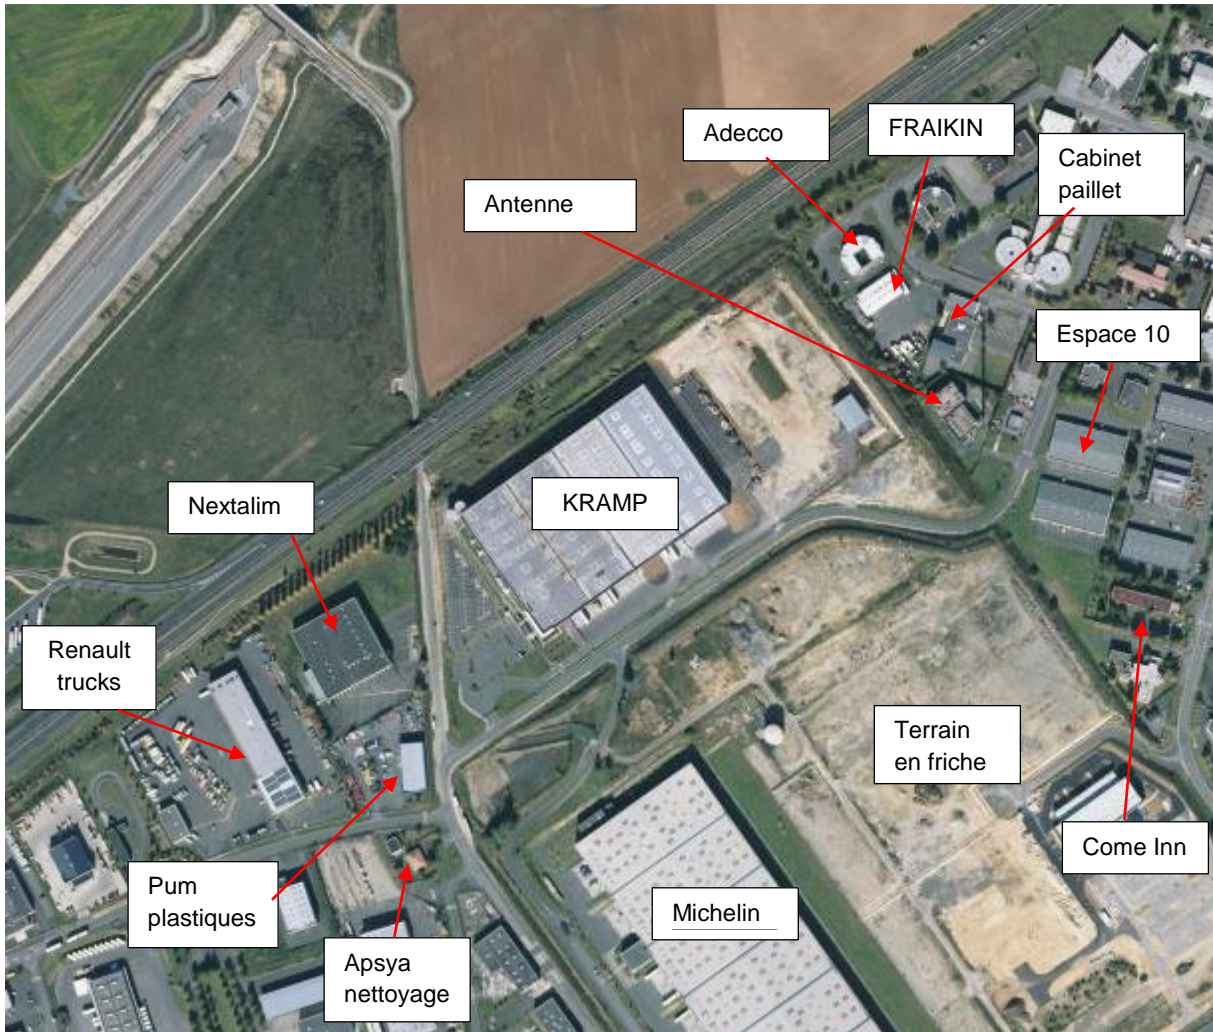 Adecco
FRAIKIN
Cabinet
paillet
Antenne
Espace 10
Nextalim
KRAMP
Renault
trucks
Terrain
en friche
Come Inn
Pum
plastiques
Michelin
Apsya
nettoyage